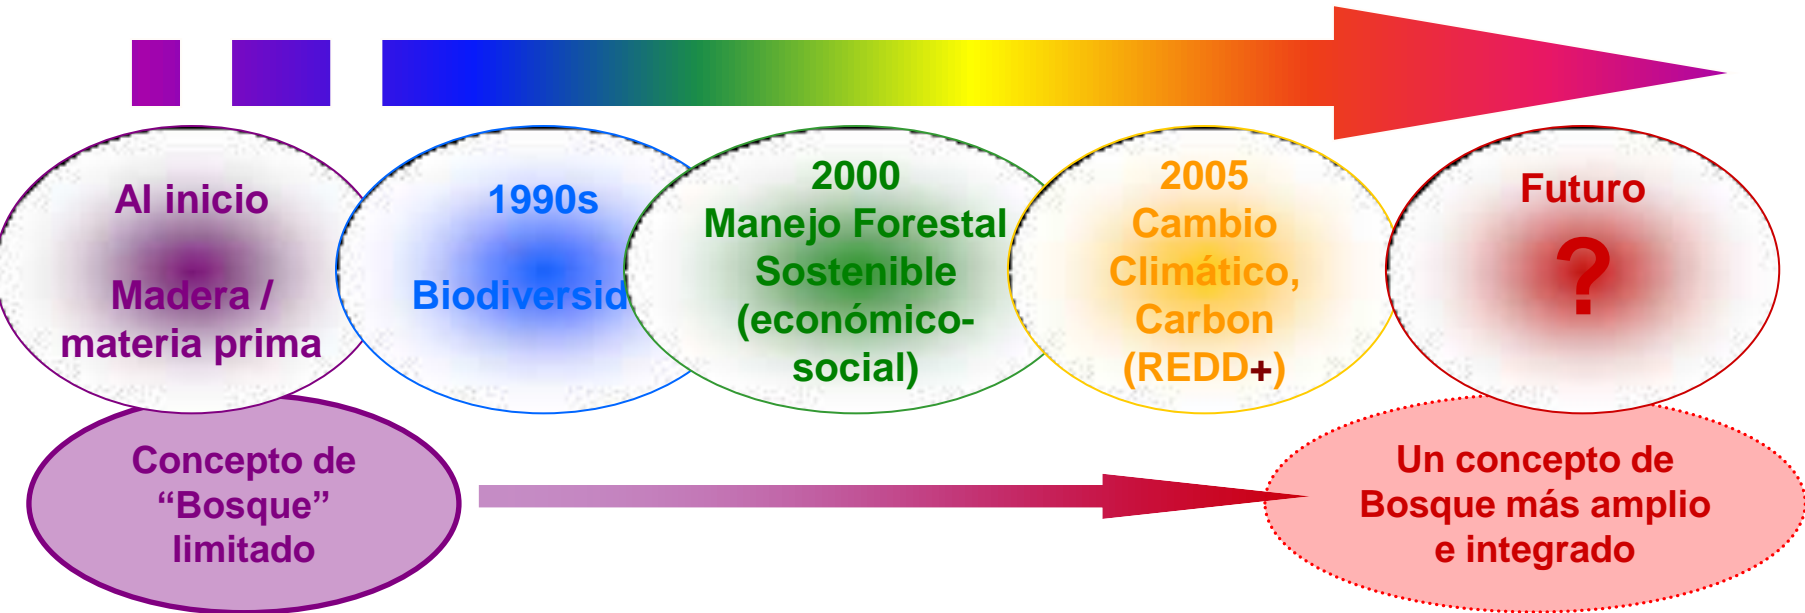 Al inicio
Madera /
materia prima
1990s
Biodiversid
2000
Manejo Forestal
Sostenible
(económico-
social)
2005
Cambio
Climático,
Carbon
(REDD+)
Futuro
?
Concepto de
“Bosque”
limitado
Un concepto de
Bosque más amplio
e integrado